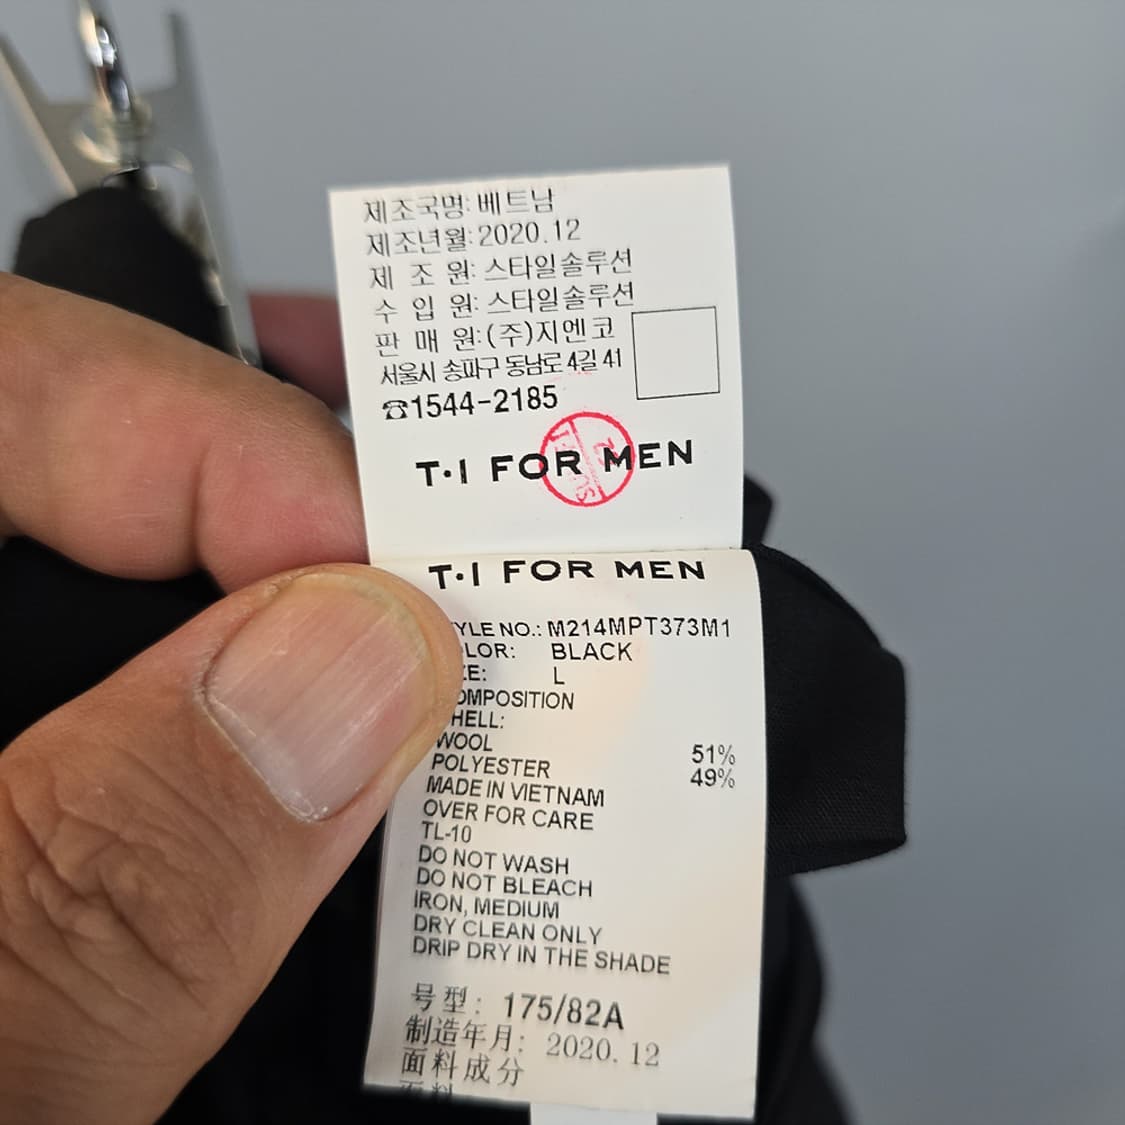 제조국명: 베트남
제조년월: 2020.12
제 조 원: 스타일솔루션
수 입 원: 스타일솔루션
판 매 원: (주)지엔코
서울시 송파구 동남로 4길 41
☎1544-2185
T·I FOR MEN
T·I FOR MEN
YLE NO.: M214MPT373M1
LOR: BLACK
ZE: L
OMPOSITION
HELL:
WOOL 51%
POLYESTER 49%
MADE IN VIETNAM
OVER FOR CARE
TL-10
DO NOT WASH
DO NOT BLEACH
IRON, MEDIUM
DRY CLEAN ONLY
DRIP DRY IN THE SHADE
号型: 175/82A
制造年月: 2020.12
面料成分